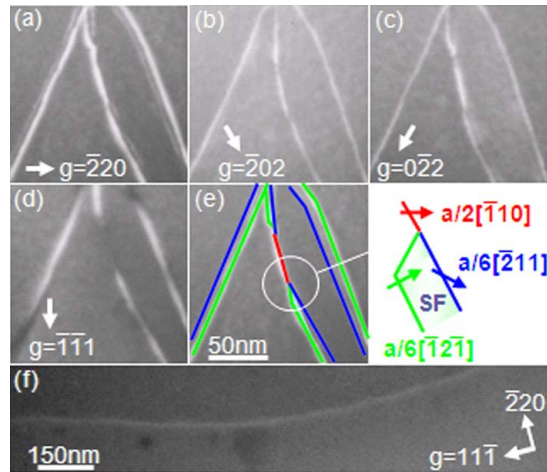 (a)
g=2̅20
(b)
g=2̅02
(c)
g=02̅2
(d)
g=1̅1̅1
(e)
50nm
a/2[1̅10]
a/6[2̅11]
SF
a/6[1̅21̅]
(f)
150nm
2̅20
g=111̅